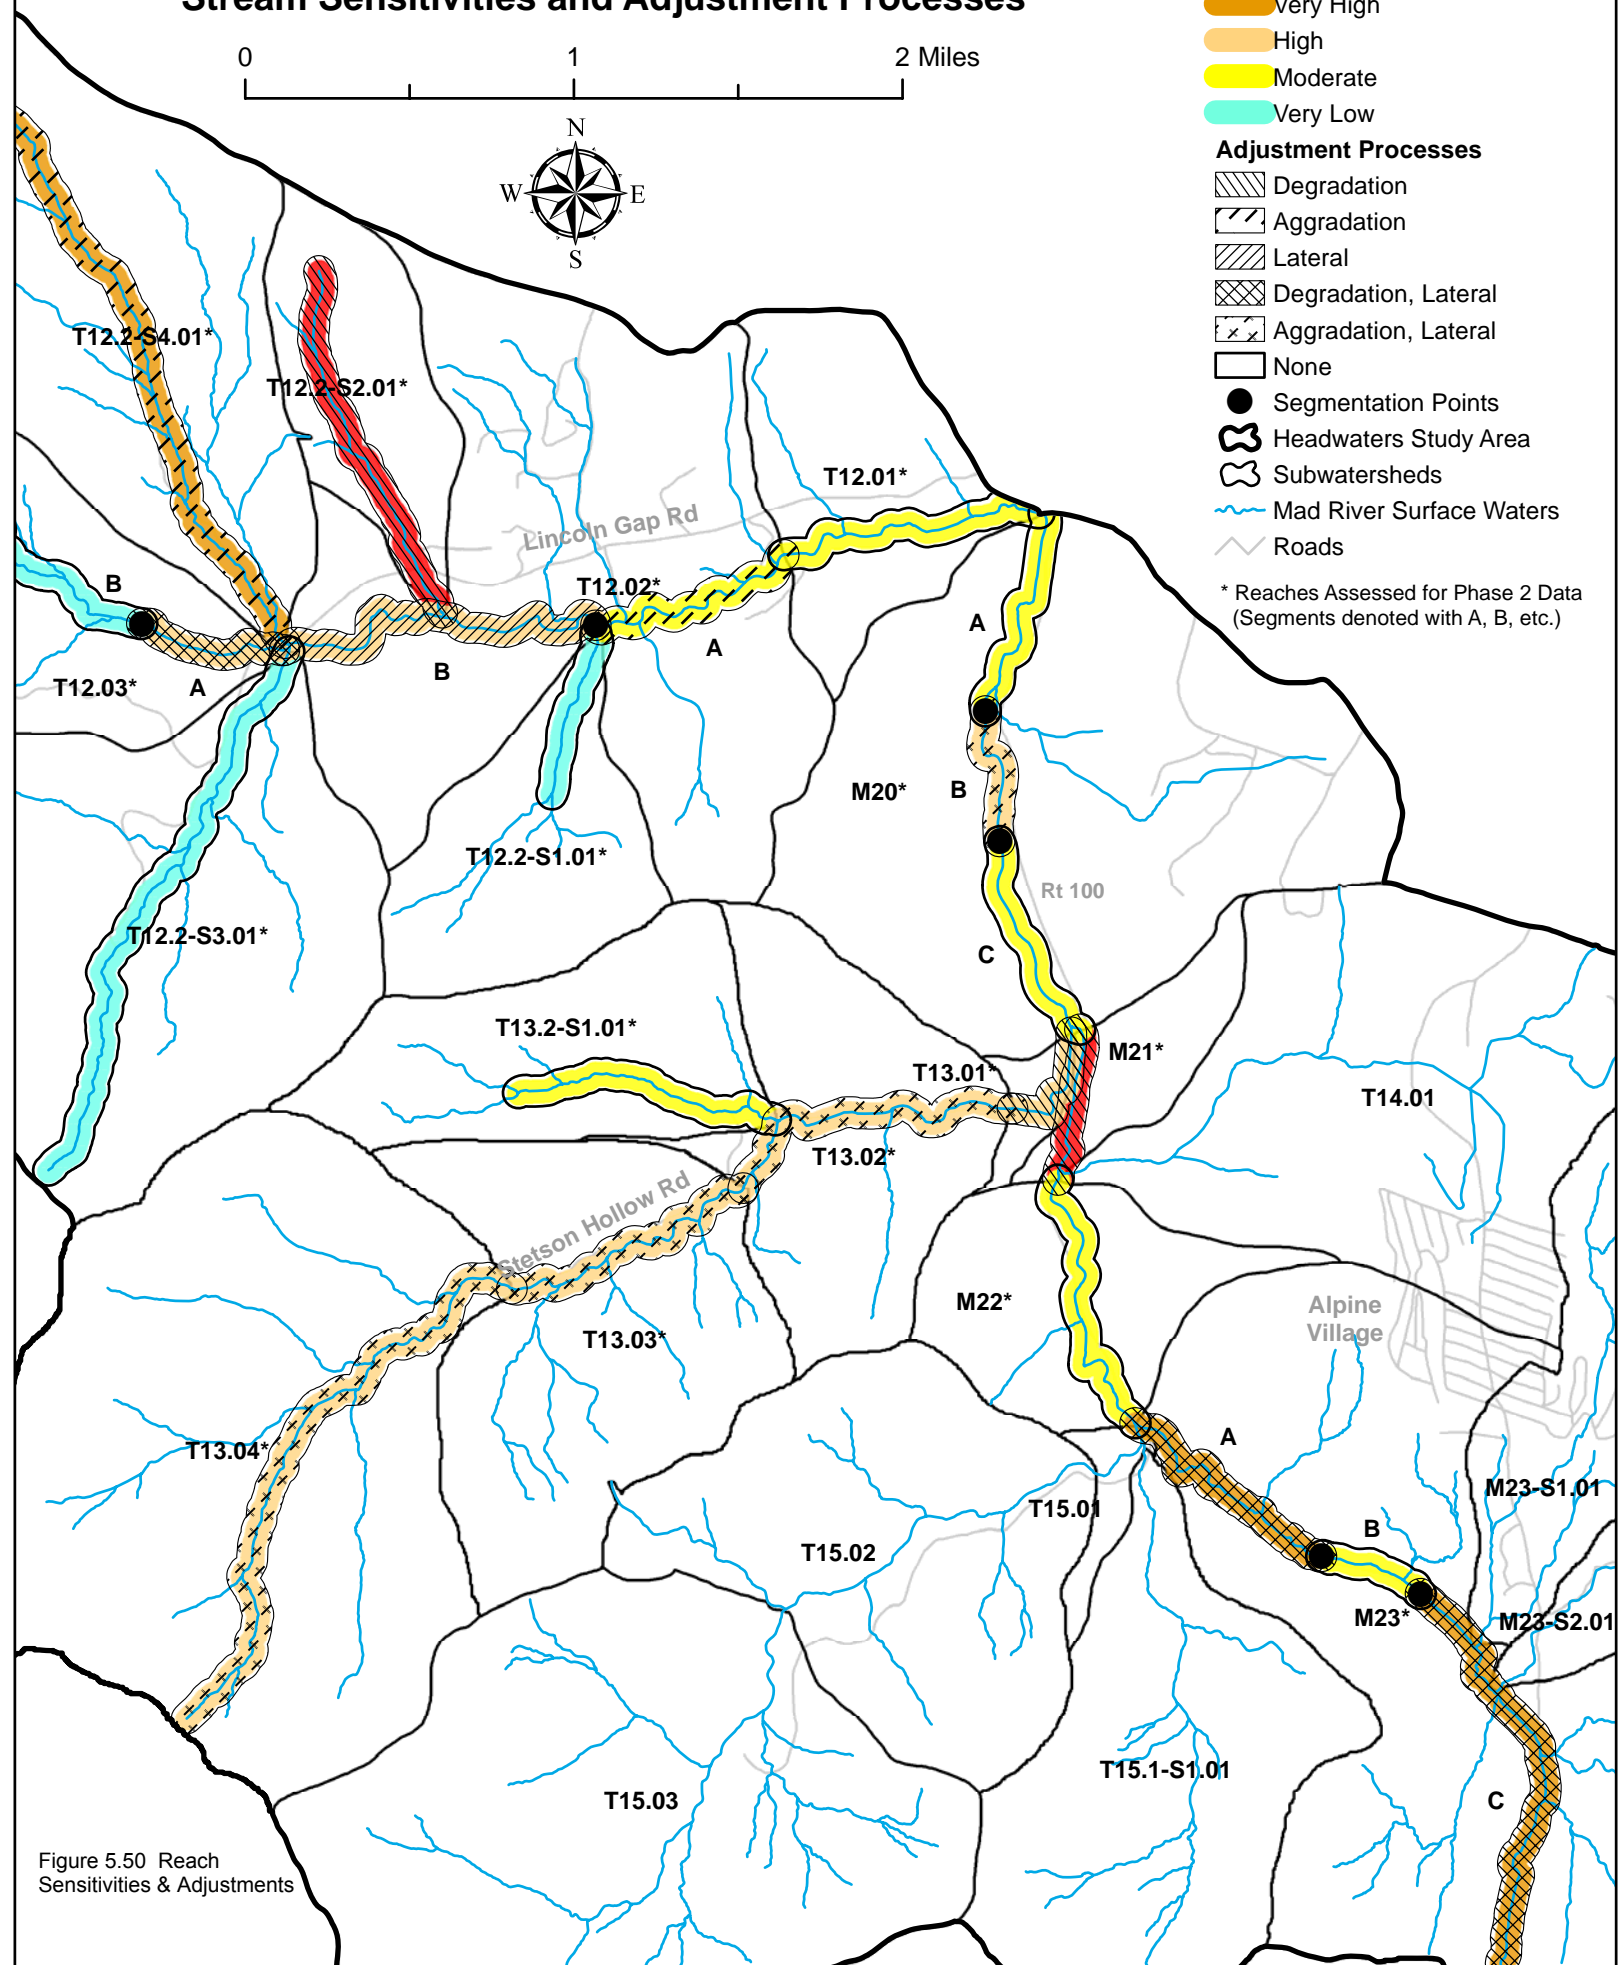 Stream Sensitivities and Adjustment Processes
0 1 2 Miles
N
W E
S
Very High
High
Moderate
Very Low
Adjustment Processes
Degradation
Aggradation
Lateral
Degradation, Lateral
Aggradation, Lateral
None
Segmentation Points
Headwaters Study Area
Subwatersheds
Mad River Surface Waters
Roads
* Reaches Assessed for Phase 2 Data
(Segments denoted with A, B, etc.)
T12.2-S4.01*
T12.2-S2.01*
T12.01*
Lincoln Gap Rd
B
T12.02*
A
A
B
T12.03*
A
M20*
B
T12.2-S1.01*
Rt 100
T12.2-S3.01*
C
T13.2-S1.01*
M21*
T13.01*
T14.01
T13.02*
Stetson Hollow Rd
M22*
Alpine
Village
T13.03*
A
T13.04*
M23-S1.01
T15.01
B
T15.02
M23*
M23-S2.01
T15.1-S1.01
T15.03
C
Figure 5.50 Reach
Sensitivities & Adjustments